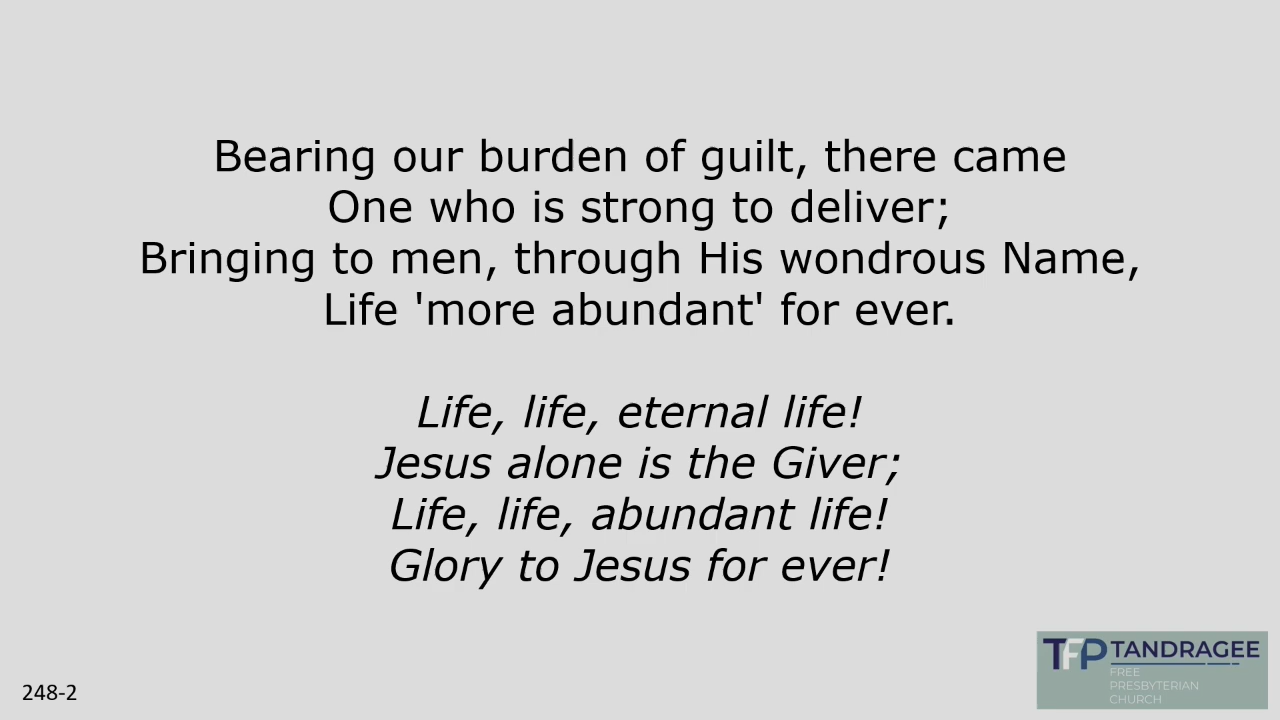 Bearing our burden of guilt, there came
One who is strong to deliver;
Bringing to men, through His wondrous Name,
Life 'more abundant' for ever.
Life, life, eternal life!
Jesus alone is the Giver;
Life, life, abundant life!
Glory to Jesus for ever!
248-2
TFP TANDRAGEE
FREE
PRESBYTERIAN
CHURCH